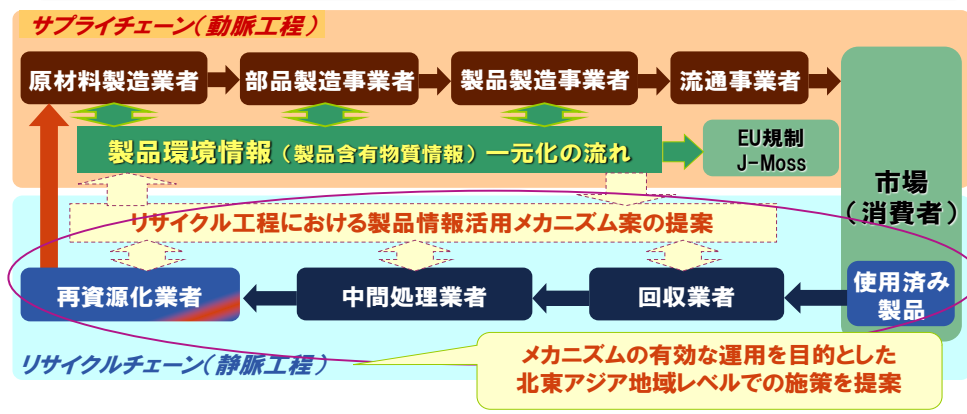 サプライチェーン(動脈工程)
原材料製造業者
部品製造事業者
製品製造事業者
流通事業者
製品環境情報(製品含有物質情報)一元化の流れ
EU規制
J-Moss
市場
(消費者)
リサイクル工程における製品情報活用メカニズム案の提案
再資源化業者
中間処理業者
回収業者
使用済み
製品
リサイクルチェーン(静脈工程)
メカニズムの有効な運用を目的とした
北東アジア地域レベルでの施策を提案